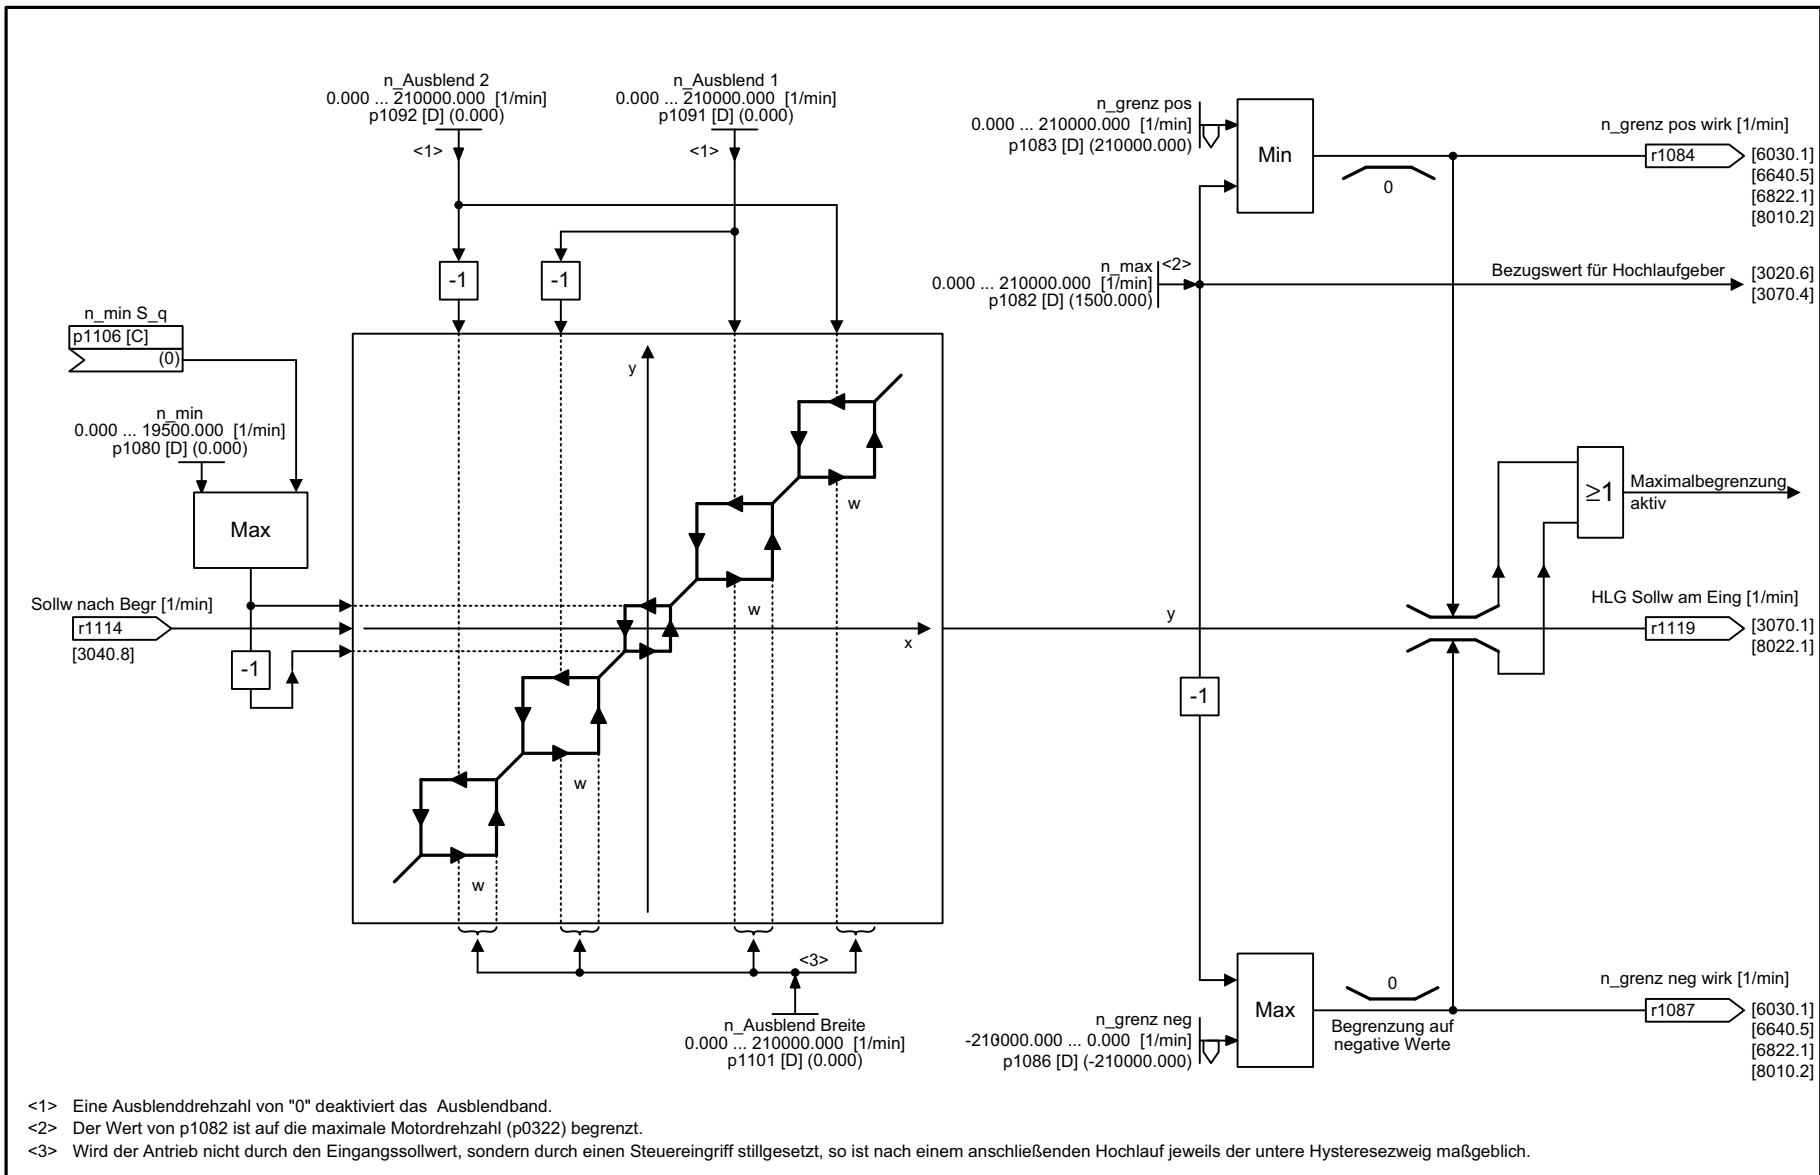 n_Ausblend 2
0.000 ... 210000.000 [1/min]
p1092 [D] (0.000)
<1>
n_Ausblend 1
0.000 ... 210000.000 [1/min]
p1091 [D] (0.000)
<1>
-1
-1
n_min S_q
p1106 [C]
(0)
n_min
0.000 ... 19500.000 [1/min]
p1080 [D] (0.000)
Max
Sollw nach Begr [1/min]
r1114
[3040.8]
-1
y
x
w
w
w
w
<3>
n_Ausblend Breite
0.000 ... 210000.000 [1/min]
p1101 [D] (0.000)
n_grenz pos
0.000 ... 210000.000 [1/min]
p1083 [D] (210000.000)
Min
0
n_grenz pos wirk [1/min]
r1084
[6030.1]
[6640.5]
[6822.1]
[8010.2]
n_max
0.000 ... 210000.000 [1/min]
p1082 [D] (1500.000)
<2>
Bezugswert für Hochlaufgeber
[3020.6]
[3070.4]
≥1
Maximalbegrenzung
aktiv
y
HLG Sollw am Eing [1/min]
r1119
[3070.1]
[8022.1]
-1
n_grenz neg
-210000.000 ... 0.000 [1/min]
p1086 [D] (-210000.000)
Max
0
Begrenzung auf
negative Werte
n_grenz neg wirk [1/min]
r1087
[6030.1]
[6640.5]
[6822.1]
[8010.2]
<1> Eine Ausblenddrehzahl von "0" deaktiviert das Ausblendband.
<2> Der Wert von p1082 ist auf die maximale Motordrehzahl (p0322) begrenzt.
<3> Wird der Antrieb nicht durch den Eingangssollwert, sondern durch einen Steuereingriff stillgesetzt, so ist nach einem anschließenden Hochlauf jeweils der untere Hysteresezweig maßgeblich.